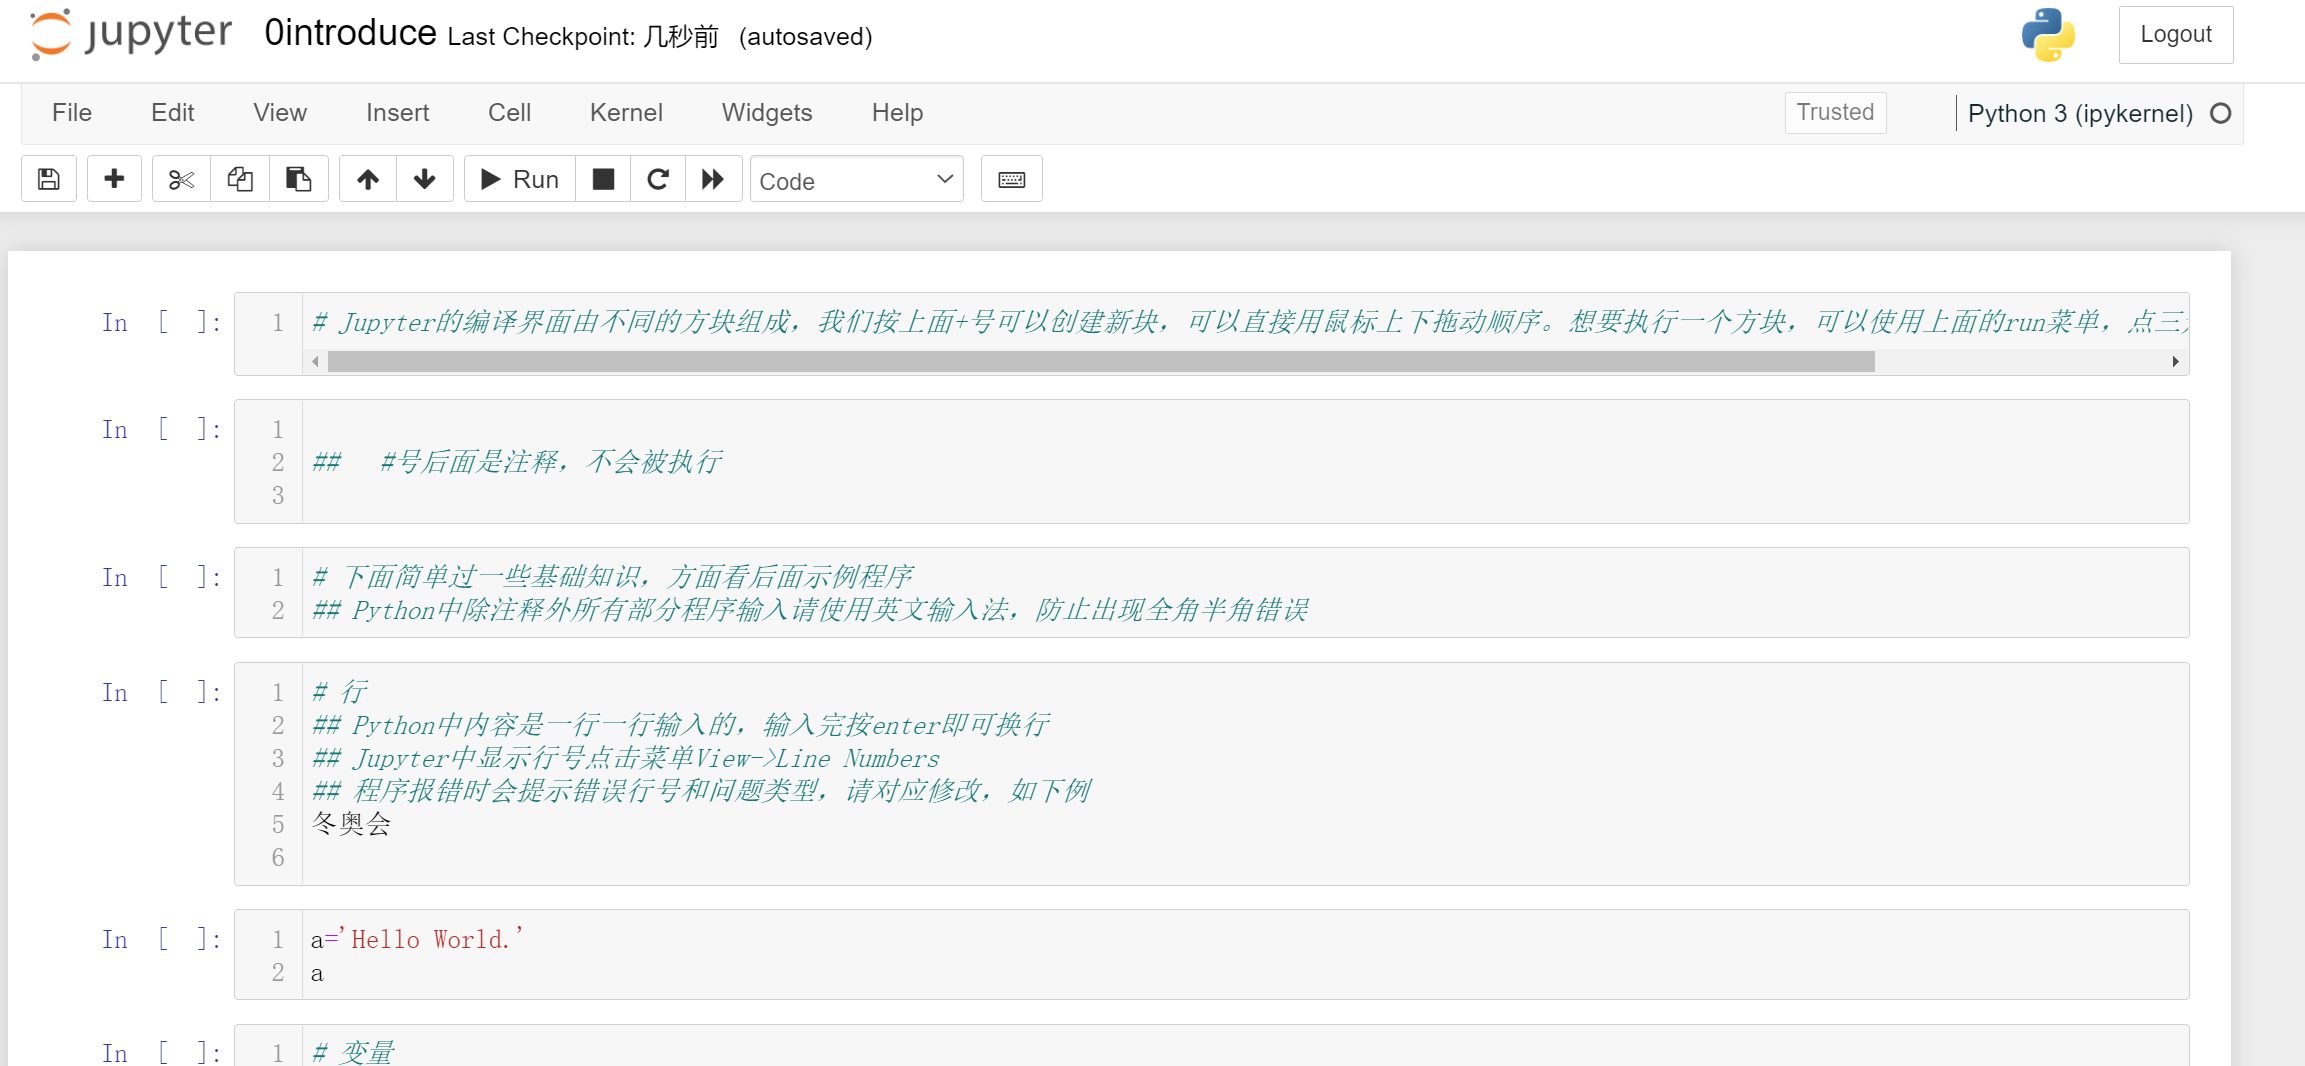 jupyter 0introduce Last Checkpoint: 几秒前 (autosaved) Logout
File Edit View Insert Cell Kernel Widgets Help Trusted Python 3 (ipykernel)
Run Code
In [ ]: 1 # Jupyter的编译界面由不同的方块组成，我们按上面+号可以创建新块，可以直接用鼠标上下拖动顺序。想要执行一个方块，可以使用上面的run菜单，点三
In [ ]: 1
2 ## #号后面是注释，不会被执行
3
In [ ]: 1 # 下面简单过一些基础知识，方面看后面示例程序
2 ## Python中除注释外所有部分程序输入请使用英文输入法，防止出现全角半角错误
In [ ]: 1 # 行
2 ## Python中内容是一行一行输入的，输入完按enter即可换行
3 ## Jupyter中显示行号点击菜单View->Line Numbers
4 ## 程序报错时会提示错误行号和问题类型，请对应修改，如下例
5 冬奥会
6
In [ ]: 1 a='Hello World.'
2 a
In [ ]: 1 # 变量